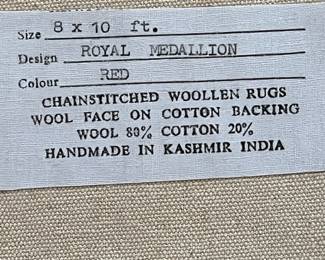 Size 8 x 10 ft.
Design ROYAL MEDALLION
Colour RED
CHAINSTITCHED WOOLLEN RUGS
WOOL FACE ON COTTON BACKING
WOOL 80% COTTON 20%
HANDMADE IN KASHMIR INDIA